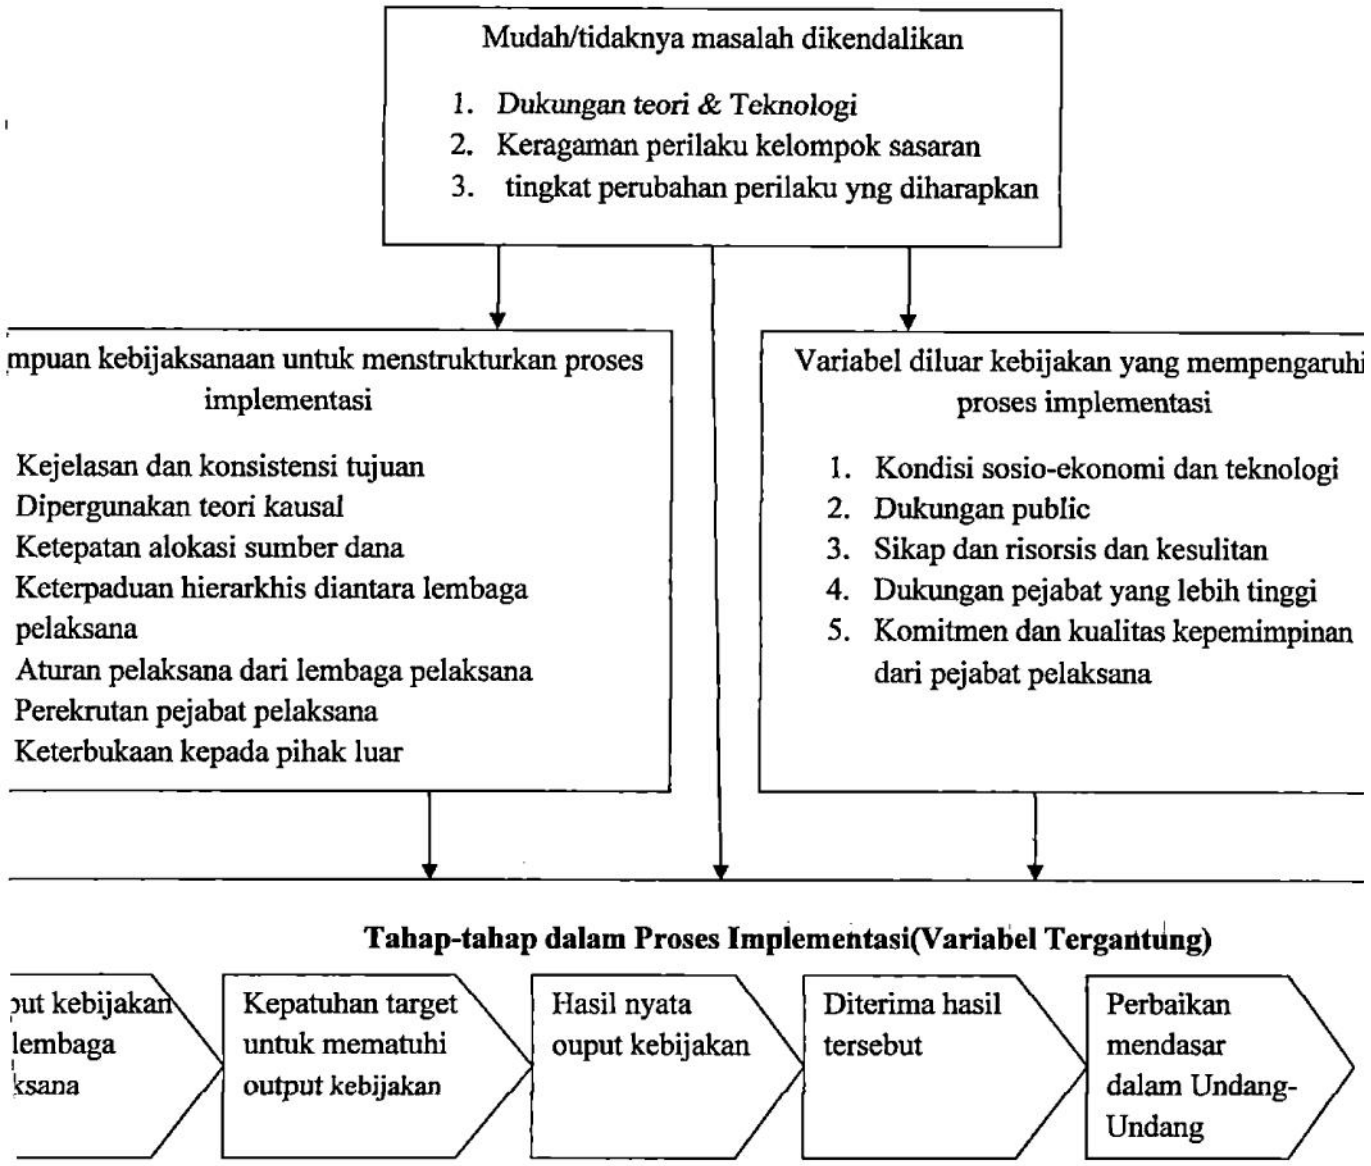 Mudah/tidaknya masalah dikendalikan
1. Dukungan teori & Teknologi
2. Keragaman perilaku kelompok sasaran
3. tingkat perubahan perilaku yng diharapkan
mpuan kebijaksanaan untuk menstrukturkan proses
implementasi
Kejelasan dan konsistensi tujuan
Dipergunakan teori kausal
Ketepatan alokasi sumber dana
Keterpaduan hierarkhis diantara lembaga
pelaksana
Aturan pelaksana dari lembaga pelaksana
Perekrutan pejabat pelaksana
Keterbukaan kepada pihak luar
Variabel diluar kebijakan yang mempengaruhi
proses implementasi
1. Kondisi sosio-ekonomi dan teknologi
2. Dukungan public
3. Sikap dan risorsis dan kesulitan
4. Dukungan pejabat yang lebih tinggi
5. Komitmen dan kualitas kepemimpinan
dari pejabat pelaksana
Tahap-tahap dalam Proses Implementasi(Variabel Tergantung)
put kebijakan
lembaga
ksana
Kepatuhan target
untuk mematuhi
output kebijakan
Hasil nyata
ouput kebijakan
Diterima hasil
tersebut
Perbaikan
mendasar
dalam Undang-
Undang